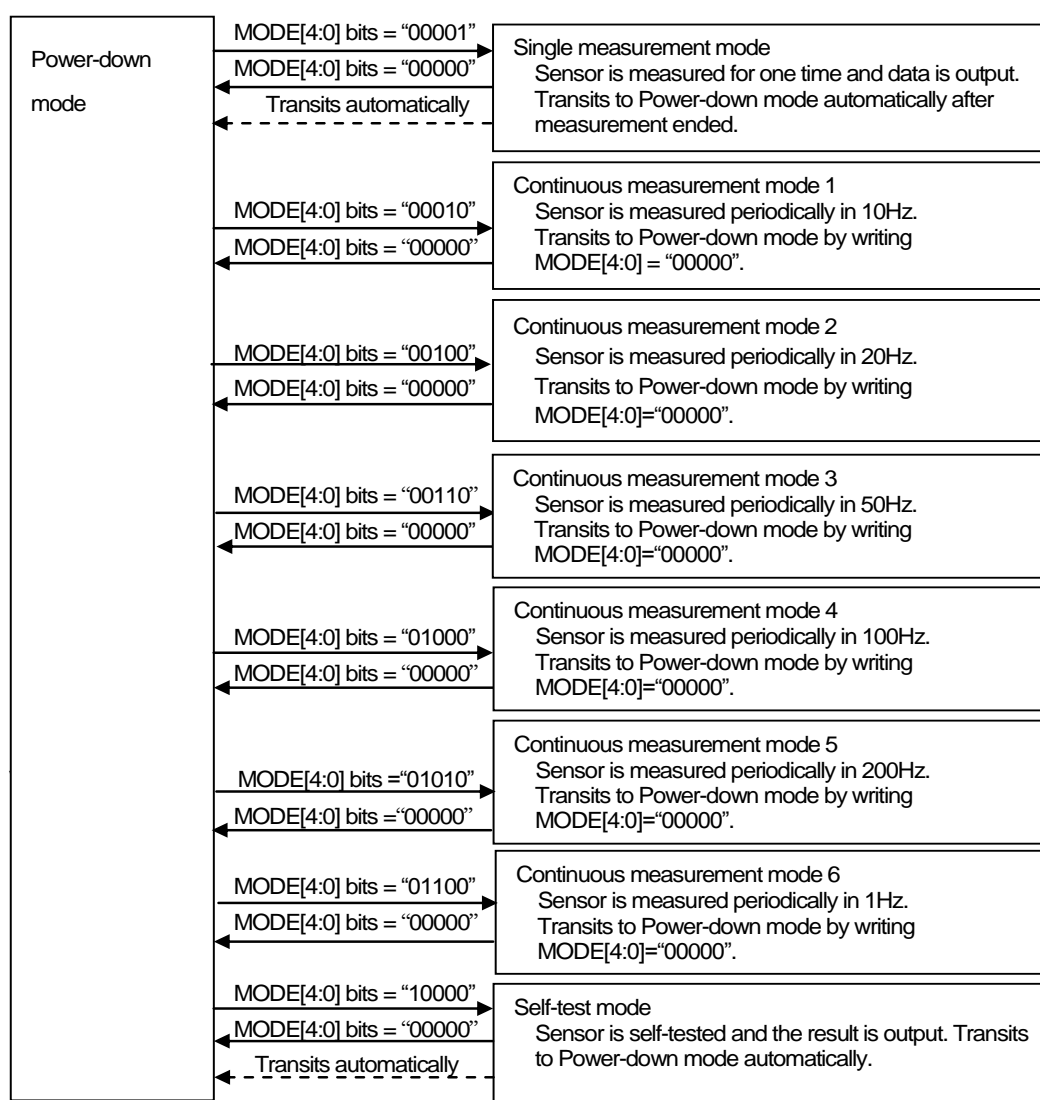 Power-down
mode
MODE[4:0] bits = “00001”
MODE[4:0] bits = “00000”
Transits automatically
Single measurement mode
Sensor is measured for one time and data is output.
Transits to Power-down mode automatically after
measurement ended.
MODE[4:0] bits = “00010”
MODE[4:0] bits = “00000”
Continuous measurement mode 1
Sensor is measured periodically in 10Hz.
Transits to Power-down mode by writing
MODE[4:0] = “00000”.
MODE[4:0] bits = “00100”
MODE[4:0] bits = “00000”
Continuous measurement mode 2
Sensor is measured periodically in 20Hz.
Transits to Power-down mode by writing
MODE[4:0]=“00000”.
MODE[4:0] bits = “00110”
MODE[4:0] bits = “00000”
Continuous measurement mode 3
Sensor is measured periodically in 50Hz.
Transits to Power-down mode by writing
MODE[4:0]=“00000”.
MODE[4:0] bits = “01000”
MODE[4:0] bits = “00000”
Continuous measurement mode 4
Sensor is measured periodically in 100Hz.
Transits to Power-down mode by writing
MODE[4:0]=“00000”.
MODE[4:0] bits =“01010”
MODE[4:0] bits =“00000”
Continuous measurement mode 5
Sensor is measured periodically in 200Hz.
Transits to Power-down mode by writing
MODE[4:0]=“00000”.
MODE[4:0] bits = “01100”
MODE[4:0] bits = “00000”
Continuous measurement mode 6
Sensor is measured periodically in 1Hz.
Transits to Power-down mode by writing
MODE[4:0]=“00000”.
MODE[4:0] bits = “10000”
MODE[4:0] bits = “00000”
Transits automatically
Self-test mode
Sensor is self-tested and the result is output. Transits
to Power-down mode automatically.